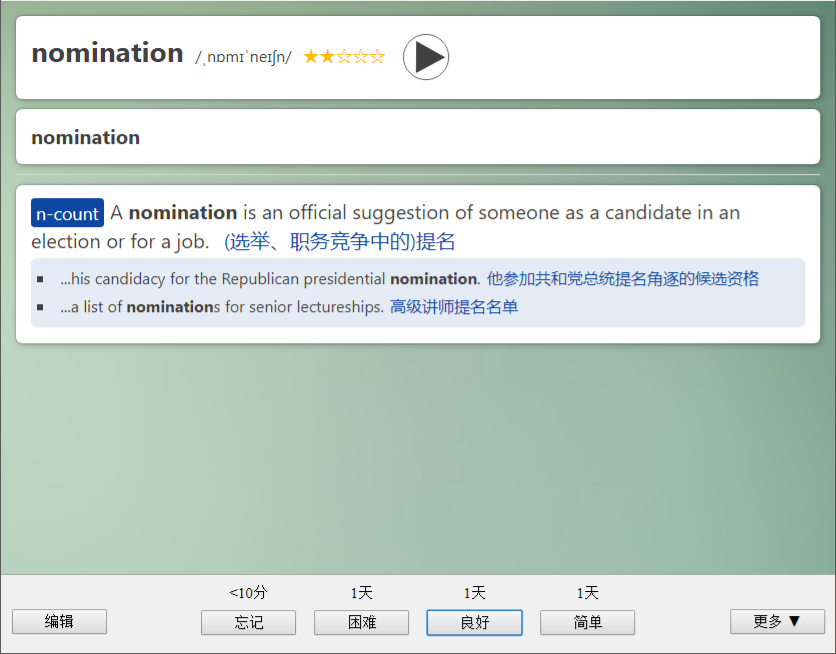 nomination /ˌnɒmɪˈneɪʃn/ ★★☆☆☆
nomination
n-count A nomination is an official suggestion of someone as a candidate in an
election or for a job. (选举、职务竞争中的)提名
...his candidacy for the Republican presidential nomination. 他参加共和党总统提名角逐的候选资格
...a list of nominations for senior lectureships. 高级讲师提名名单
<10分 1天 1天 1天
编辑 忘记 困难 良好 简单 更多 ▼